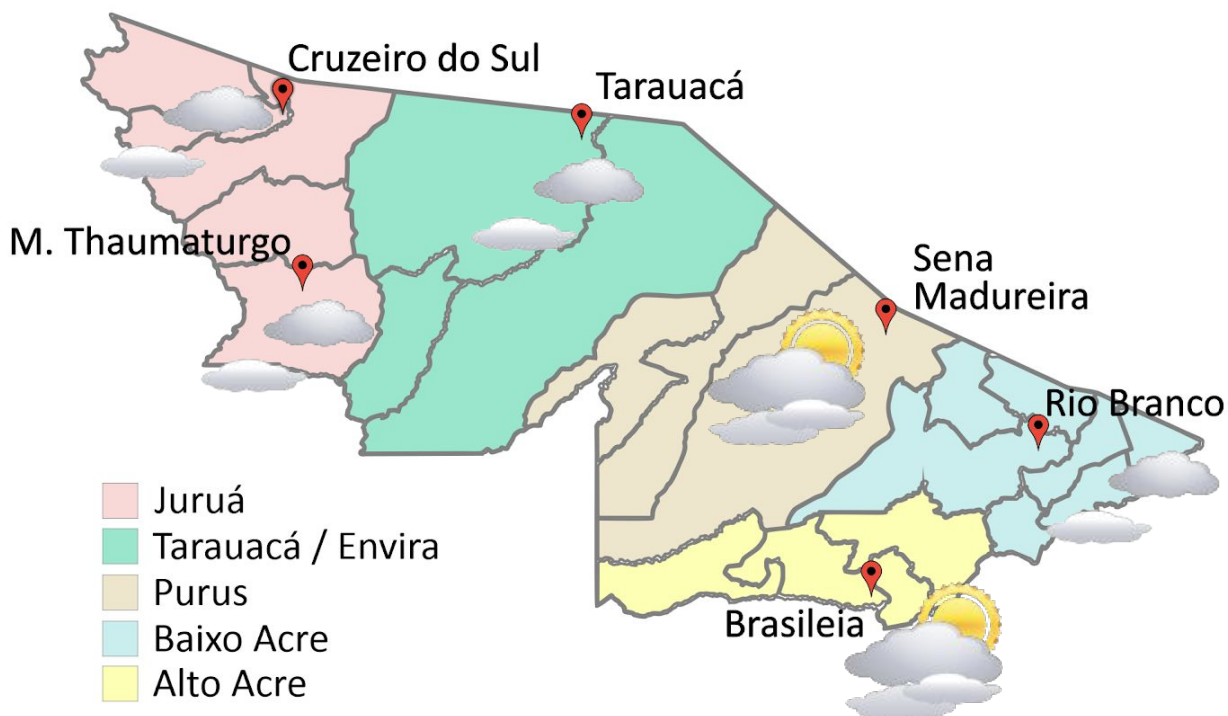 Cruzeiro do Sul
Tarauacá
M. Thaumaturgo
Sena
Madureira
Rio Branco
Brasileia
Juruá
Tarauacá / Envira
Purus
Baixo Acre
Alto Acre